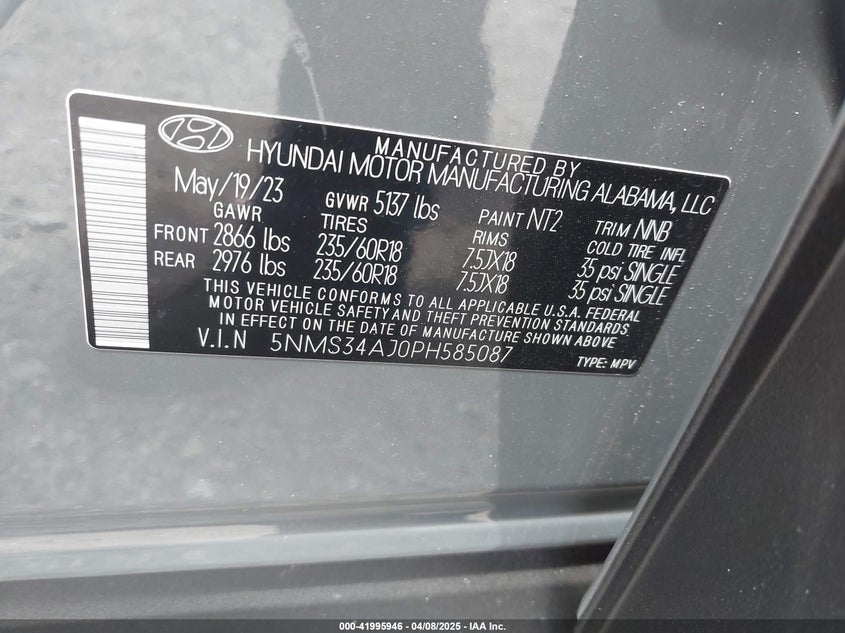 MANUFACTURED BY
HYUNDAI MOTOR MANUFACTURING ALABAMA, LLC
May/19/23 GVWR 5137 lbs PAINT NT2 TRIM NNB
GAWR TIRES RIMS COLD TIRE INFL
FRONT 2866 lbs 235/60R18 7.5JX18 35 psi SINGLE
REAR 2976 lbs 235/60R18 7.5JX18 35 psi SINGLE
THIS VEHICLE CONFORMS TO ALL APPLICABLE U.S.A. FEDERAL
MOTOR VEHICLE SAFETY AND THEFT PREVENTION STANDARDS
IN EFFECT ON THE DATE OF MANUFACTURE SHOWN ABOVE
V.I.N 5NMS34AJ0PH585087 TYPE: MPV
000-41995946 - 04/08/2025 - IAA Inc.